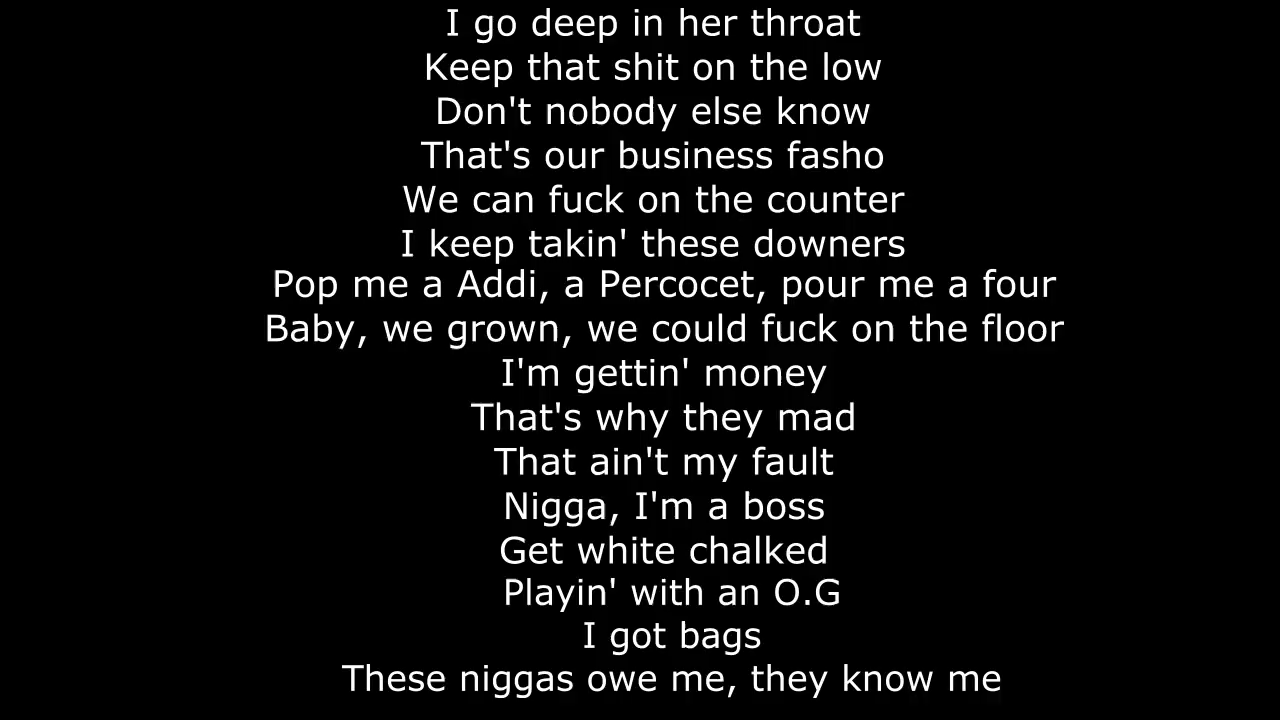 I go deep in her throat
Keep that shit on the low
Don't nobody else know
That's our business fasho
We can fuck on the counter
I keep takin' these downers
Pop me a Addi, a Percocet, pour me a four
Baby, we grown, we could fuck on the floor
I'm gettin' money
That's why they mad
That ain't my fault
Nigga, I'm a boss
Get white chalked
Playin' with an O.G
I got bags
These niggas owe me, they know me